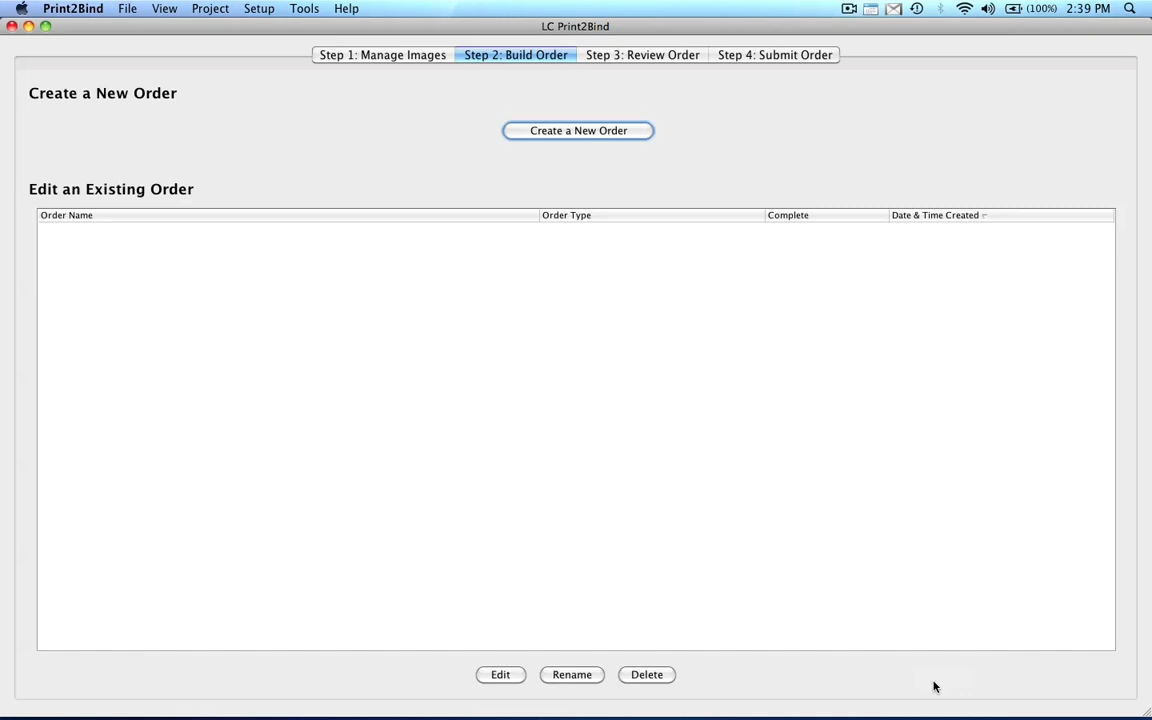 Print2Bind File View Project Setup Tools Help (100%) 2:39 PM
LC Print2Bind
Step 1: Manage Images Step 2: Build Order Step 3: Review Order Step 4: Submit Order
Create a New Order
Create a New Order
Edit an Existing Order
Order Name Order Type Complete Date & Time Created
Edit Rename Delete